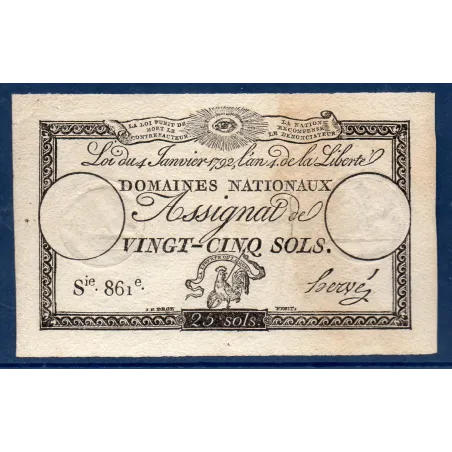 LA LOI PUNIT DE
MORT LE
CONTREFACTEUR
LA NATION
RECOMPENSE
LE DENONCIATEUR
Loi du 4 Janvier 1792, l'an 4. de la Liberté
DOMAINES NATIONAUX
Assignat de
VINGT-CINQ SOLS.
Sie. 861e.
hervé
25. sols.